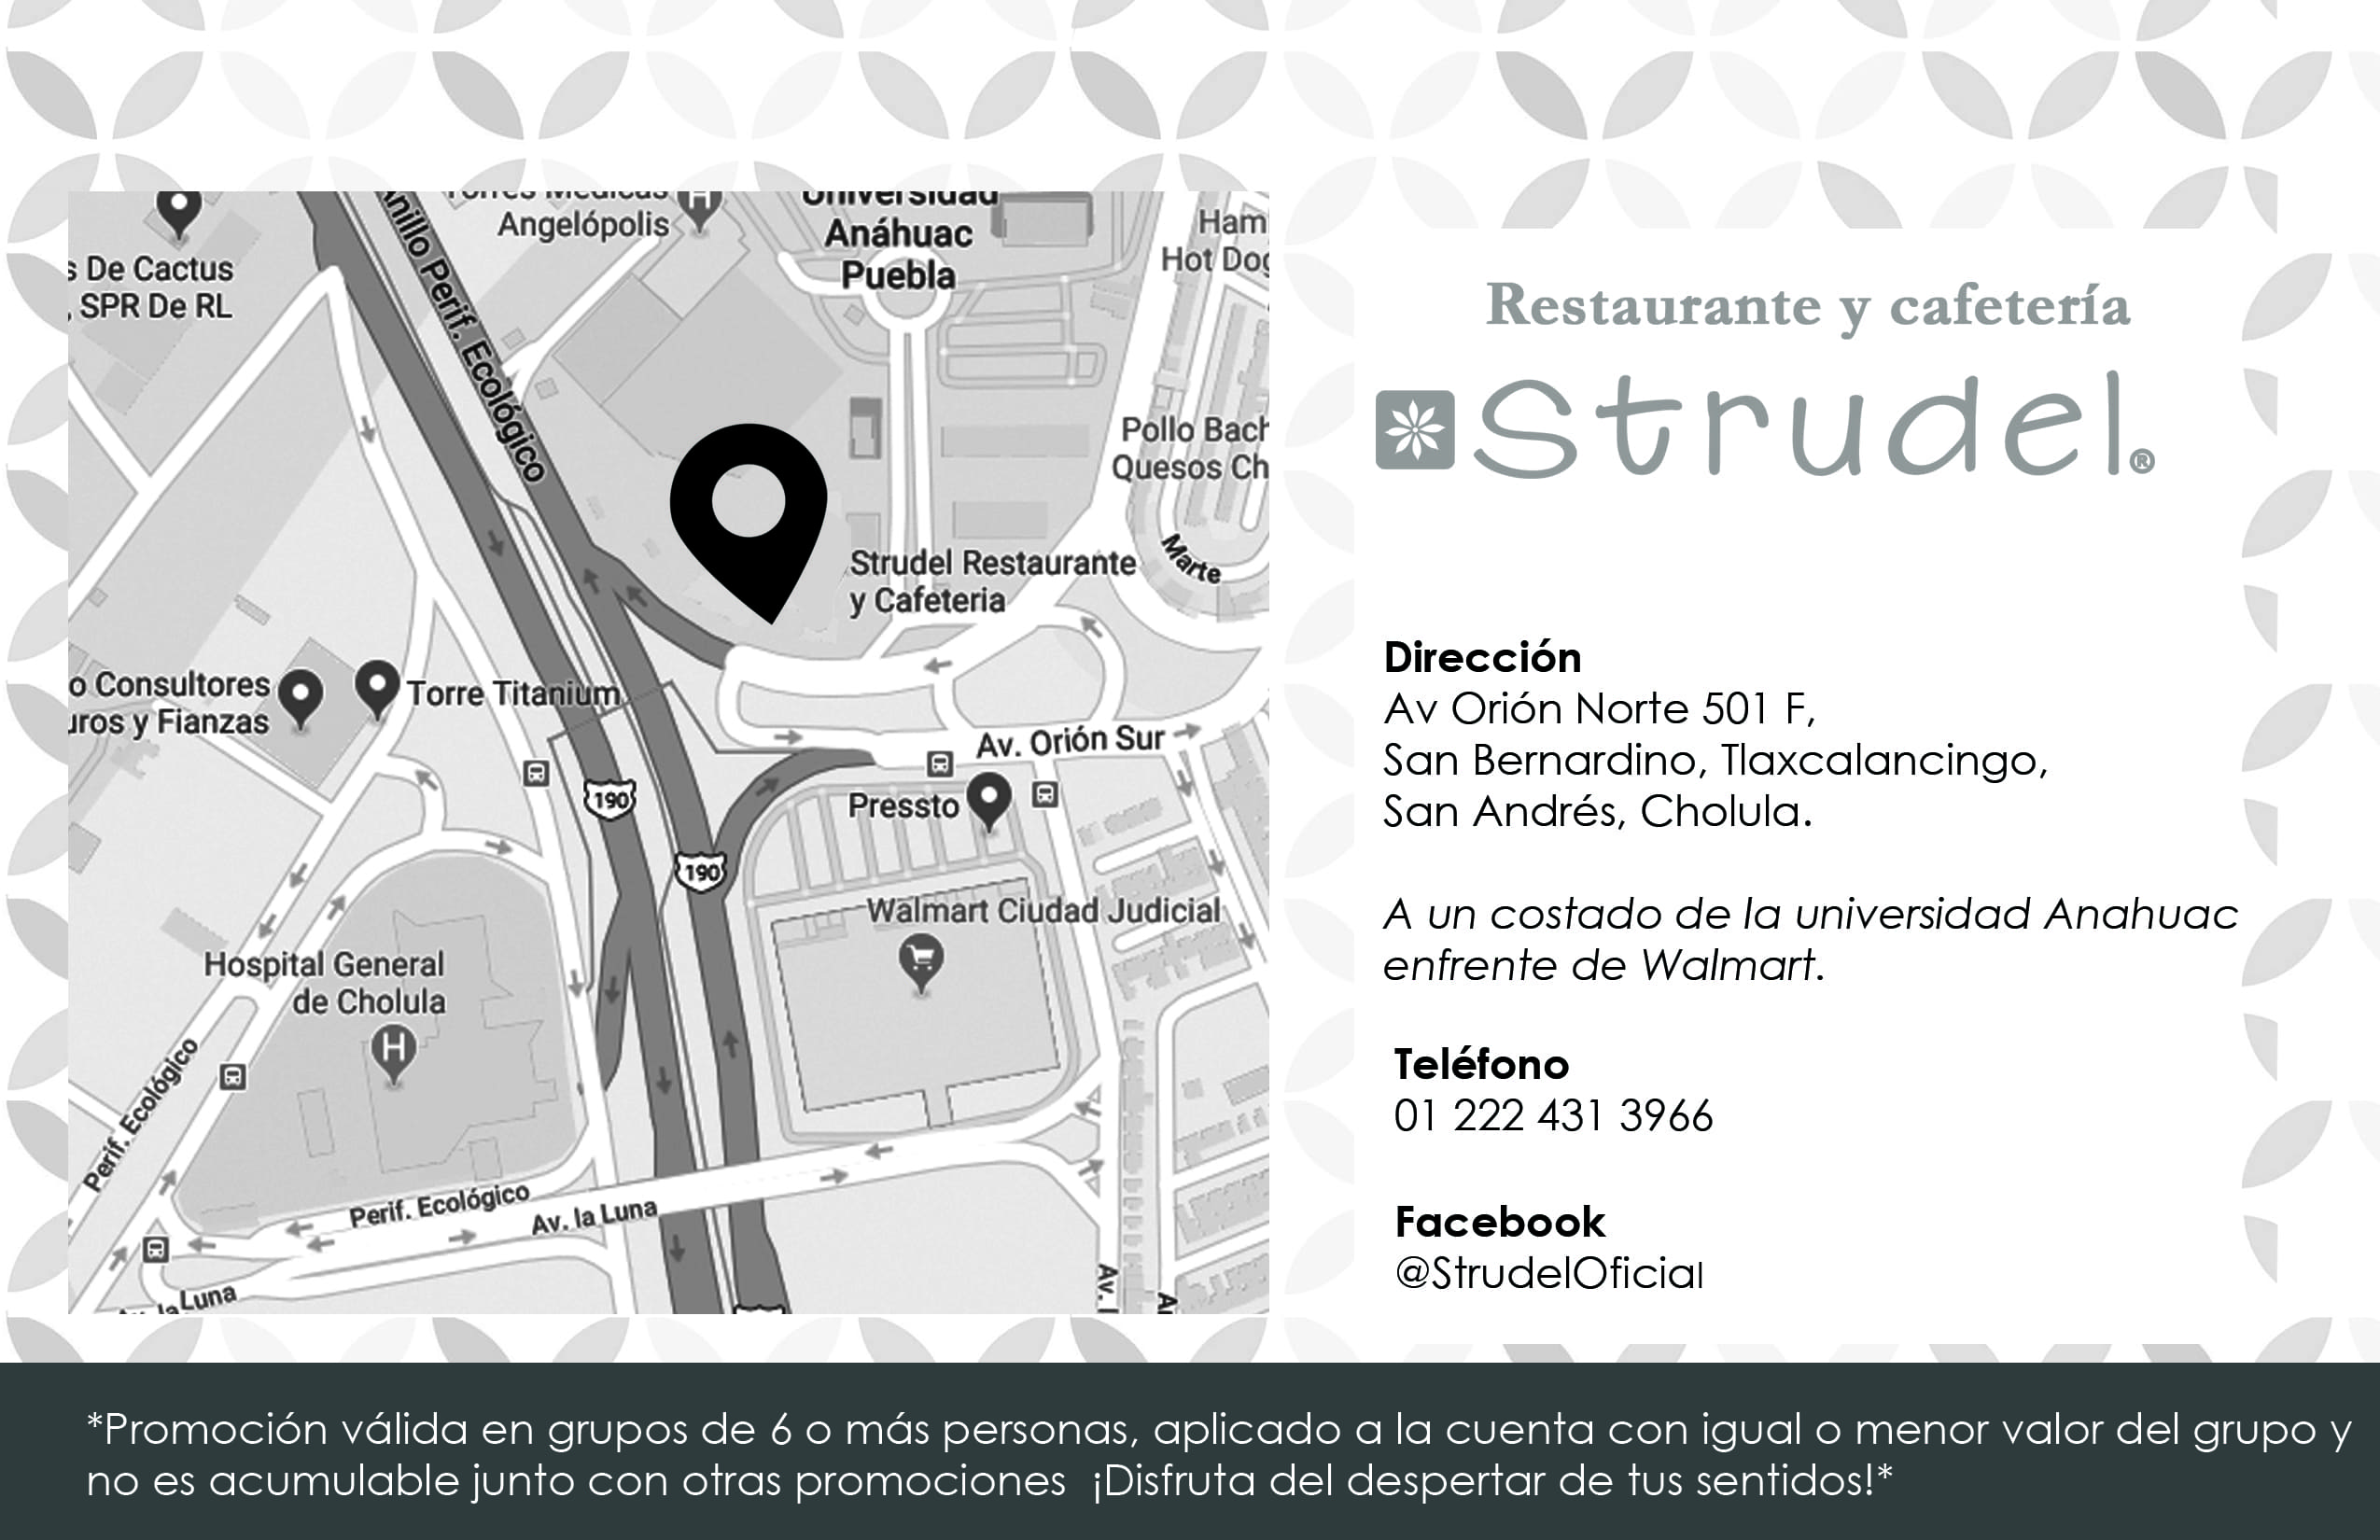 Torres Médicas
Angelópolis
Universidad
Anáhuac
Puebla
Ham
Hot Dog
s De Cactus
, SPR De RL
Anillo Perif. Ecológico
Pollo Bach
Quesos Ch
Marte
Strudel Restaurante
y Cafeteria
o Consultores
uros y Fianzas
Torre Titanium
Av. Orión Sur
190
Pressto
190
Walmart Ciudad Judicial
Hospital General
de Cholula
H
Perif. Ecológico
Perif. Ecológico
Av. la Luna
Av. la Luna
Av. l
Restaurante y cafetería
Strudel®
Dirección
Av Orión Norte 501 F,
San Bernardino, Tlaxcalancingo,
San Andrés, Cholula.
A un costado de la universidad Anahuac
enfrente de Walmart.
Teléfono
01 222 431 3966
Facebook
@StrudelOficial
*Promoción válida en grupos de 6 o más personas, aplicado a la cuenta con igual o menor valor del grupo y
no es acumulable junto con otras promociones  ¡Disfruta del despertar de tus sentidos!*